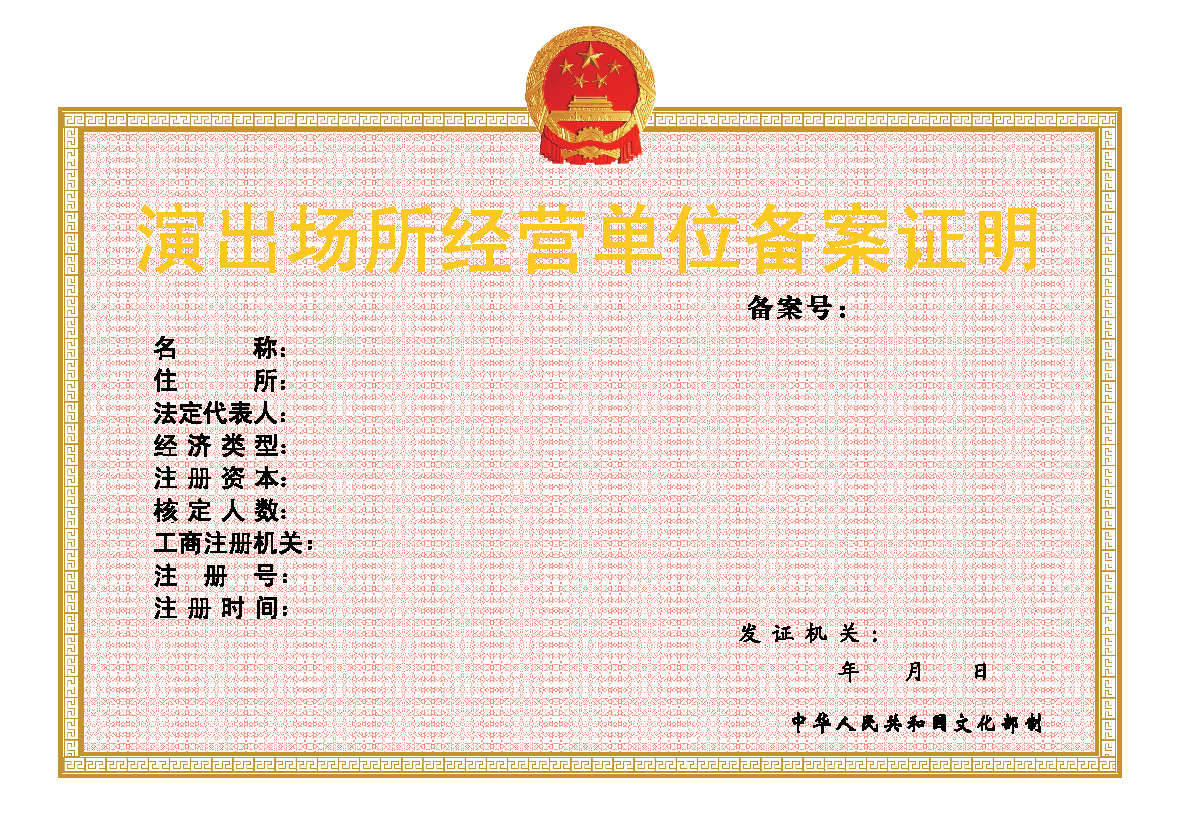 演出场所经营单位备案证明
备案号：
名 称：
住 所：
法定代表人：
经 济 类 型：
注 册 资 本：
核 定 人 数：
工商注册机关：
注 册 号：
注 册 时 间：
发 证 机 关：
年 月 日
中华人民共和国文化部制